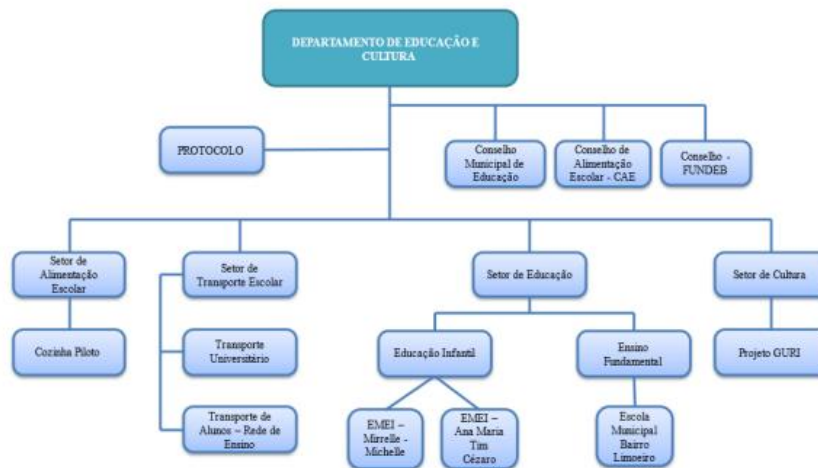 DEPARTAMENTO DE EDUCAÇÃO E
CULTURA
PROTOCOLO
Conselho
Municipal de
Educação
Conselho de
Alimentação
Escolar - CAE
Conselho -
FUNDEB
Setor de
Alimentação
Escolar
Setor de
Transporte Escolar
Setor de Educação
Setor de Cultura
Cozinha Piloto
Transporte
Universitário
Educação Infantil
Ensino
Fundamental
Projeto GURI
Transporte de
Alunos – Rede de
Ensino
EMEI –
Mirrelle -
Michelle
EMEI –
Ana Maria
Tim
Cézaro
Escola
Municipal
Bairro
Limoeiro